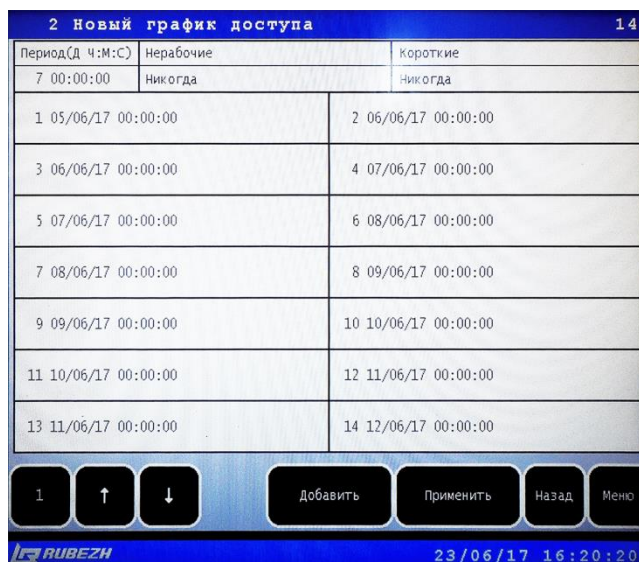 2 Новый график доступа 14
Период(Д Ч:М:С) Нерабочие Короткие
7 00:00:00 Никогда Никогда
1 05/06/17 00:00:00 2 06/06/17 00:00:00
3 06/06/17 00:00:00 4 07/06/17 00:00:00
5 07/06/17 00:00:00 6 08/06/17 00:00:00
7 08/06/17 00:00:00 8 09/06/17 00:00:00
9 09/06/17 00:00:00 10 10/06/17 00:00:00
11 10/06/17 00:00:00 12 11/06/17 00:00:00
13 11/06/17 00:00:00 14 12/06/17 00:00:00
1 ↑ ↓ Добавить Применить Назад Меню
RUBEZH 23/06/17 16:20:20